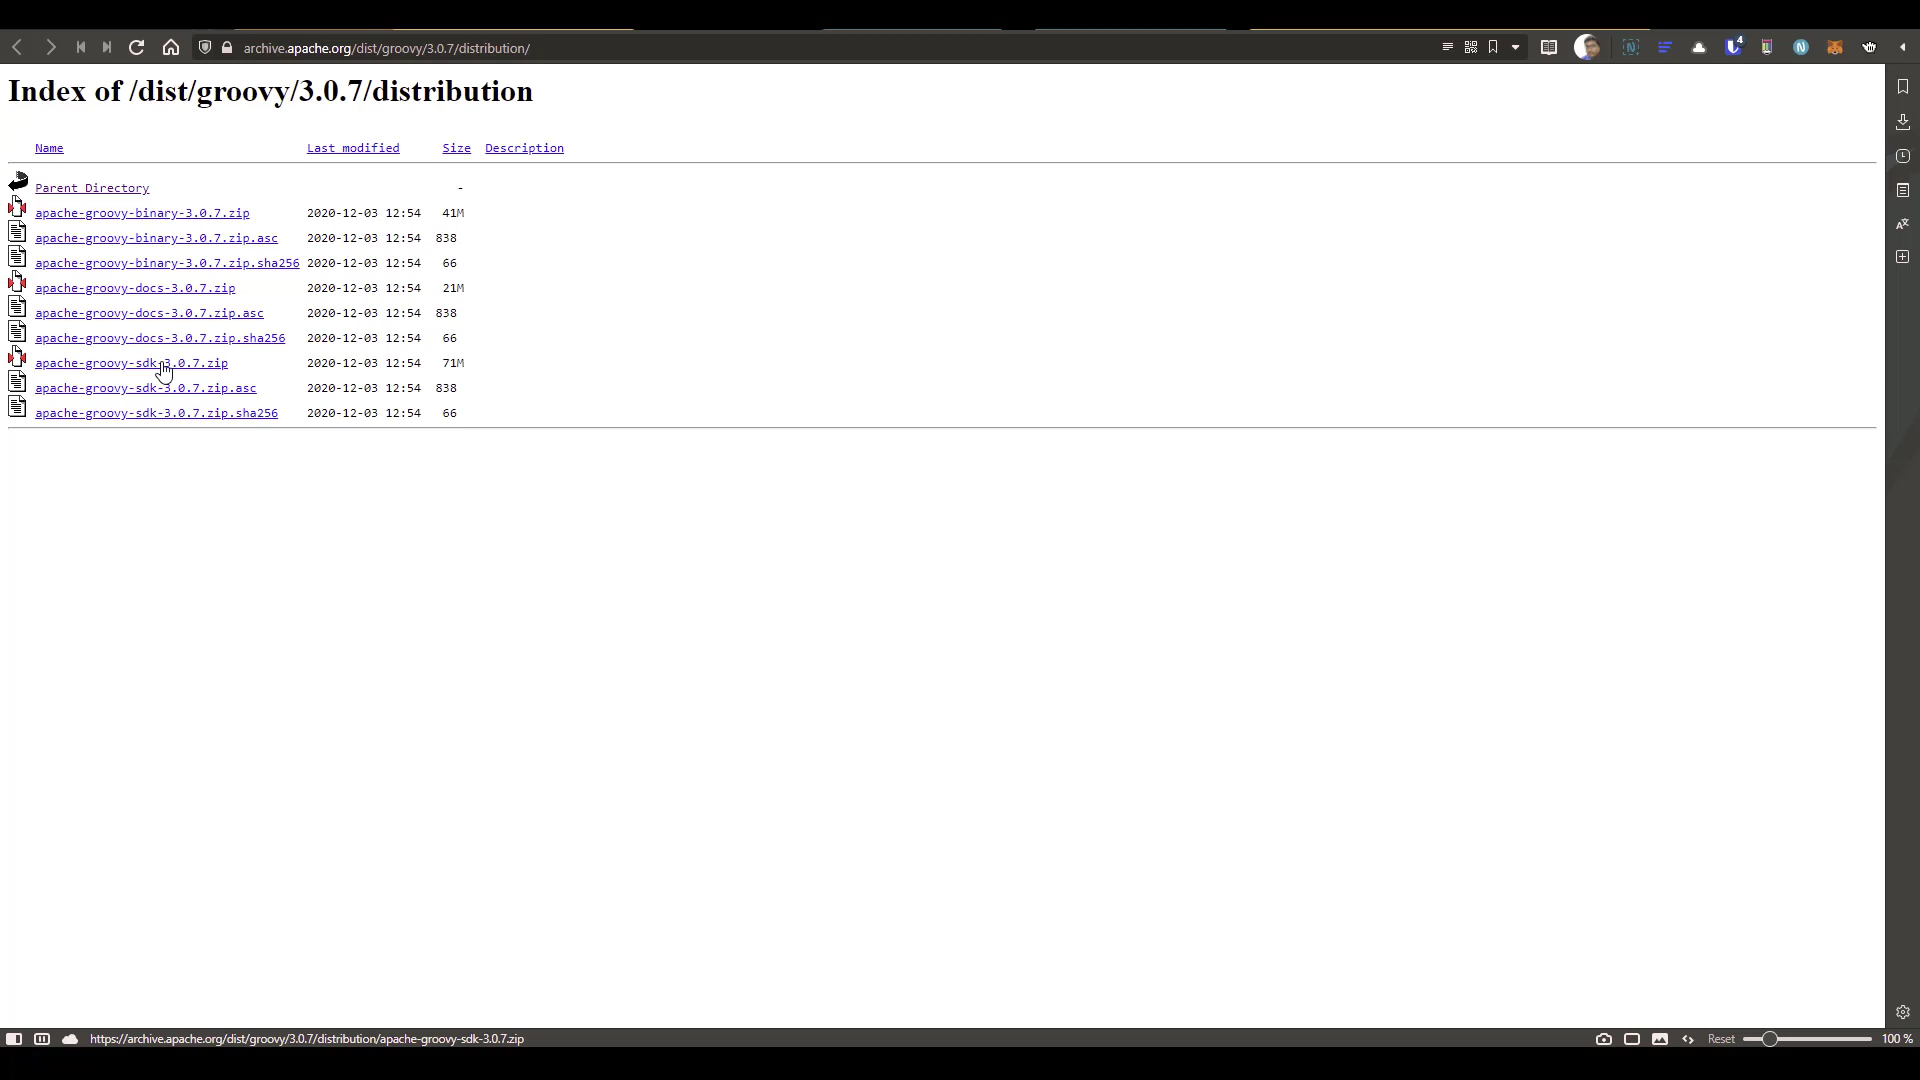 archive.apache.org/dist/groovy/3.0.7/distribution/
4
Index of /dist/groovy/3.0.7/distribution
Name Last modified Size Description
Parent Directory -
apache-groovy-binary-3.0.7.zip 2020-12-03 12:54 41M
apache-groovy-binary-3.0.7.zip.asc 2020-12-03 12:54 838
apache-groovy-binary-3.0.7.zip.sha256 2020-12-03 12:54 66
apache-groovy-docs-3.0.7.zip 2020-12-03 12:54 21M
apache-groovy-docs-3.0.7.zip.asc 2020-12-03 12:54 838
apache-groovy-docs-3.0.7.zip.sha256 2020-12-03 12:54 66
apache-groovy-sdk-3.0.7.zip 2020-12-03 12:54 71M
apache-groovy-sdk-3.0.7.zip.asc 2020-12-03 12:54 838
apache-groovy-sdk-3.0.7.zip.sha256 2020-12-03 12:54 66
https://archive.apache.org/dist/groovy/3.0.7/distribution/apache-groovy-sdk-3.0.7.zip Reset 100 %